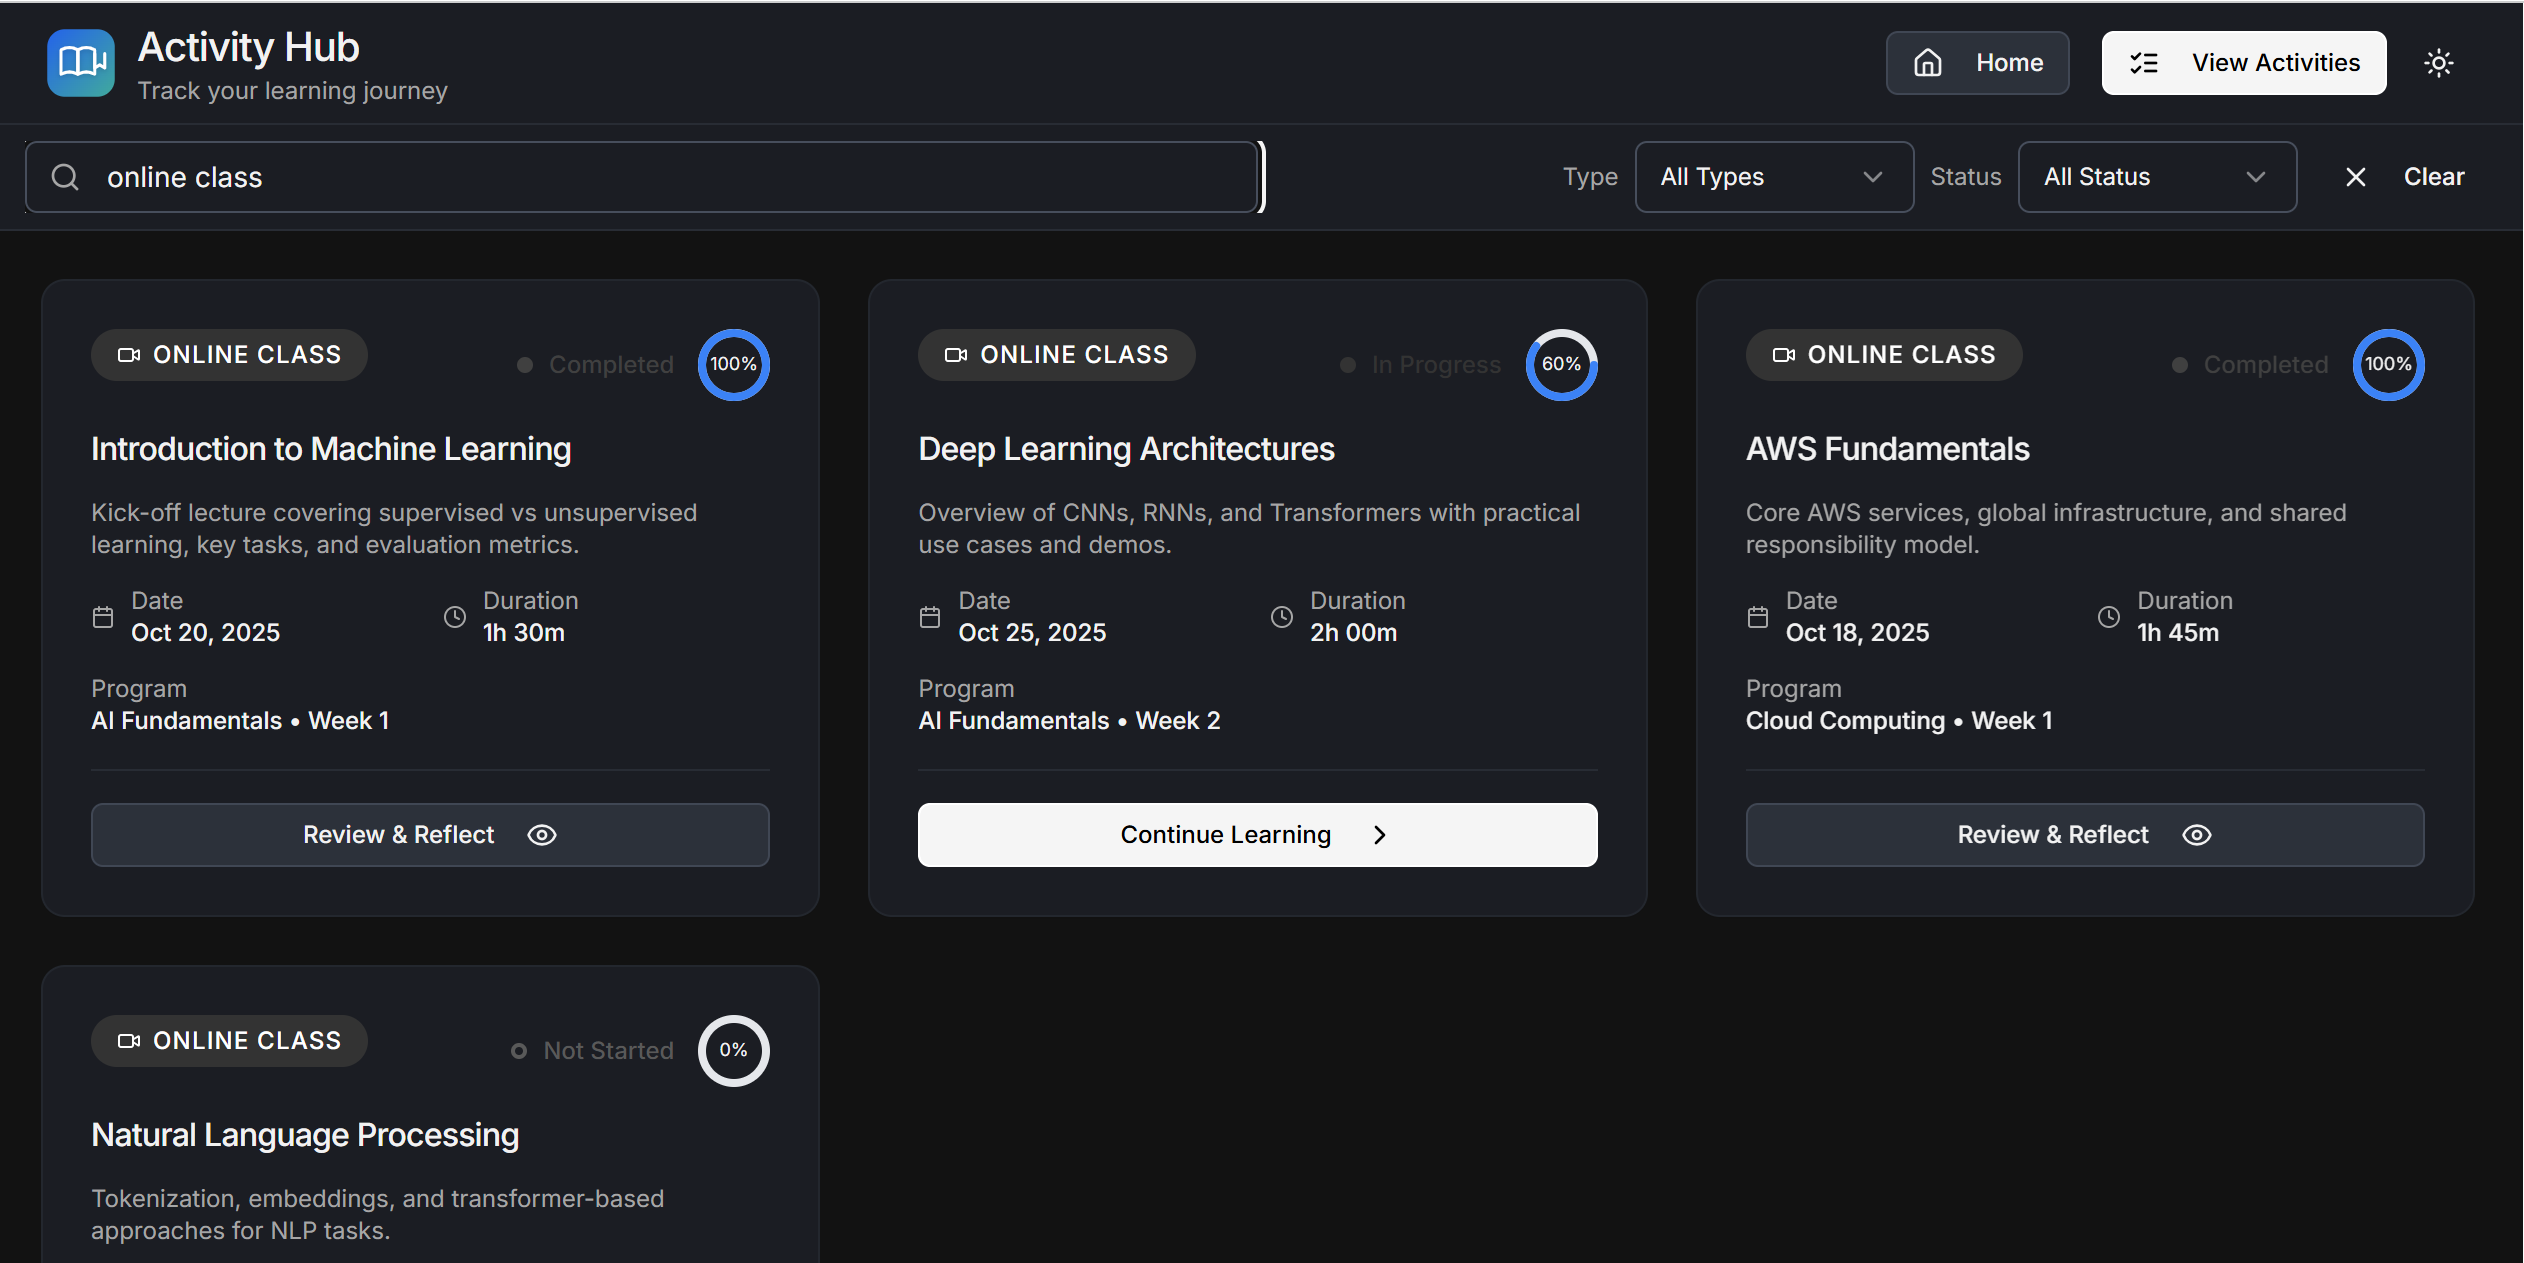 Activity Hub
Track your learning journey
Home
View Activities
online class
Type
All Types
Status
All Status
Clear
ONLINE CLASS
Completed
100%
Introduction to Machine Learning
Kick-off lecture covering supervised vs unsupervised
learning, key tasks, and evaluation metrics.
Date
Oct 20, 2025
Duration
1h 30m
Program
AI Fundamentals • Week 1
Review & Reflect
ONLINE CLASS
In Progress
60%
Deep Learning Architectures
Overview of CNNs, RNNs, and Transformers with practical
use cases and demos.
Date
Oct 25, 2025
Duration
2h 00m
Program
AI Fundamentals • Week 2
Continue Learning
ONLINE CLASS
Completed
100%
AWS Fundamentals
Core AWS services, global infrastructure, and shared
responsibility model.
Date
Oct 18, 2025
Duration
1h 45m
Program
Cloud Computing • Week 1
Review & Reflect
ONLINE CLASS
Not Started
0%
Natural Language Processing
Tokenization, embeddings, and transformer-based
approaches for NLP tasks.